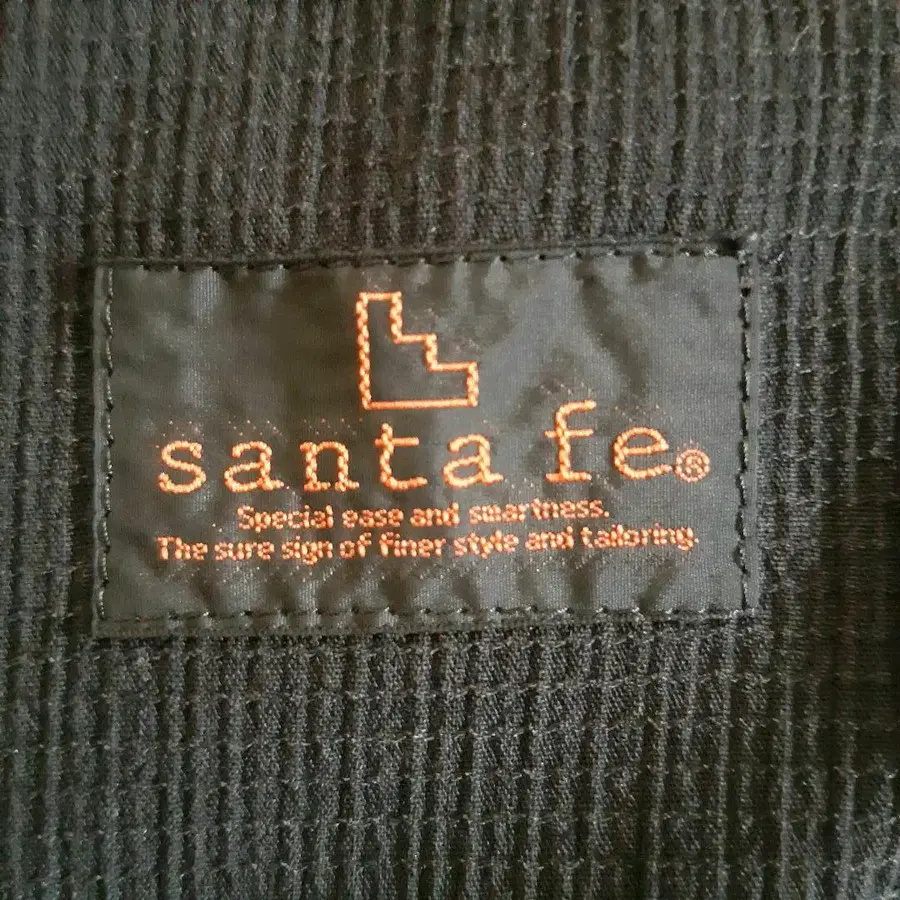 santa fe®
Special ease and smartness.
The sure sign of finer style and tailoring.